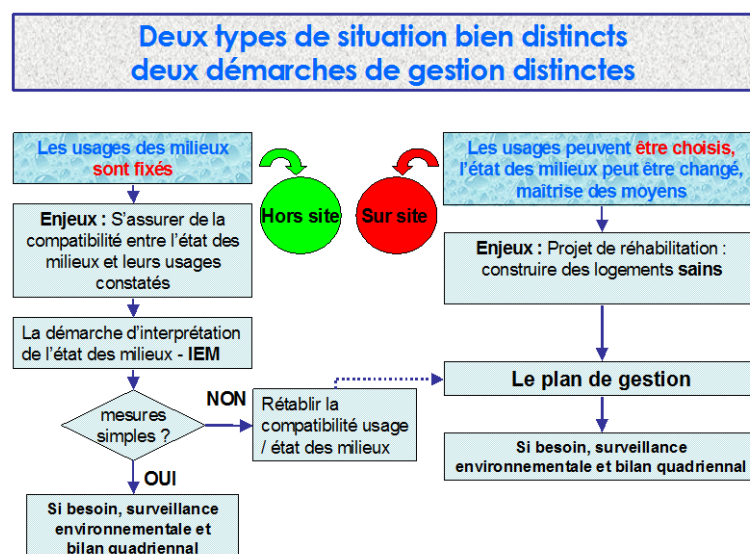 Deux types de situation bien distincts
deux démarches de gestion distinctes
Les usages des milieux
sont fixés
Hors site
Sur site
Les usages peuvent être choisis,
l'état des milieux peut être changé,
maîtrise des moyens
Enjeux : S'assurer de la
compatibilité entre l'état des
milieux et leurs usages
constatés
Enjeux : Projet de réhabilitation :
construire des logements sains
La démarche d'interprétation
de l'état des milieux - IEM
mesures
simples ?
NON
Rétablir la
compatibilité usage
/ état des milieux
Le plan de gestion
OUI
Si besoin, surveillance
environnementale et
bilan quadriennal
Si besoin, surveillance
environnementale et bilan quadriennal